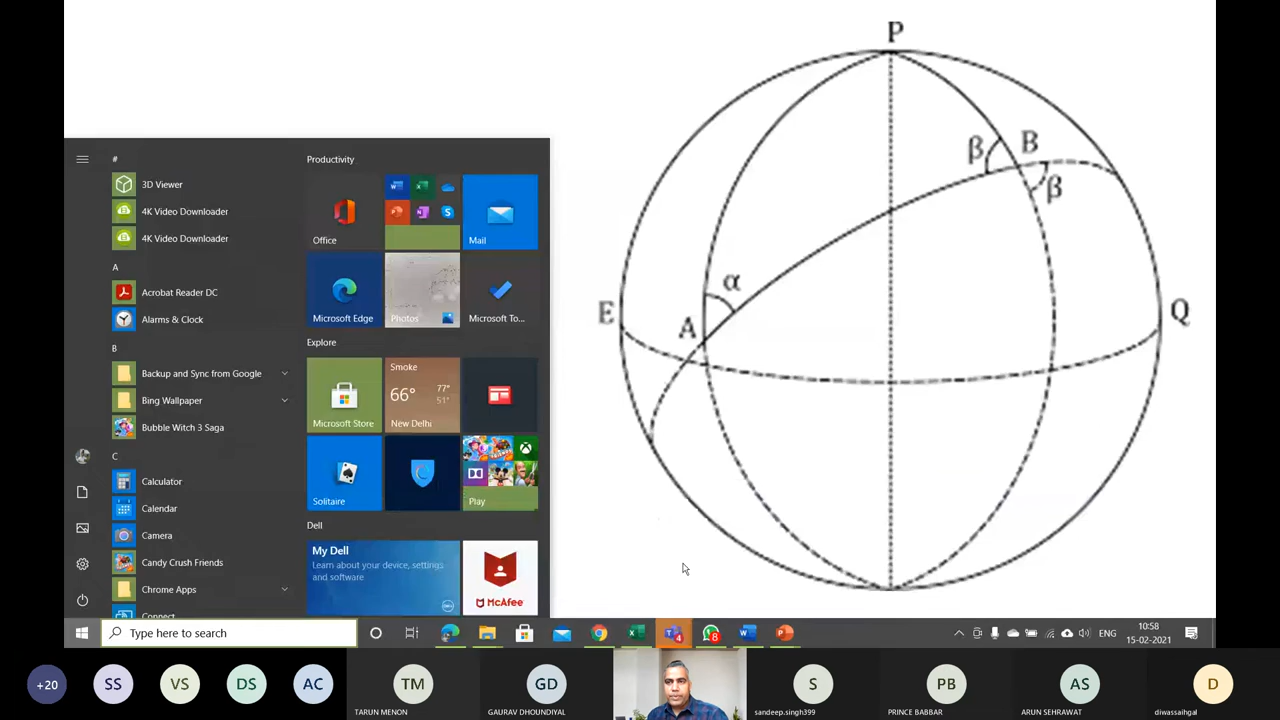 P
β
B
β
α
E
Q
A
#
3D Viewer
4K Video Downloader
4K Video Downloader
A
Acrobat Reader DC
Alarms & Clock
B
Backup and Sync from Google
Bing Wallpaper
Bubble Witch 3 Saga
C
Calculator
Calendar
Camera
Candy Crush Friends
Chrome Apps
Connect
Productivity
Office
Mail
Microsoft Edge
Photos
Microsoft To...
Explore
Microsoft Store
Smoke
66°
77°
51°
New Delhi
Solitaire
Play
Dell
My Dell
Learn about your device, settings
and software
McAfee
Type here to search
4
8
ENG
10:58
15-02-2021
+20
SS
VS
DS
AC
TM
TARUN MENON
GD
GAURAV DHOUNDIYAL
S
sandeep.singh399
PB
PRINCE BABBAR
AS
ARUN SEHRAWAT
D
diwassaihgal